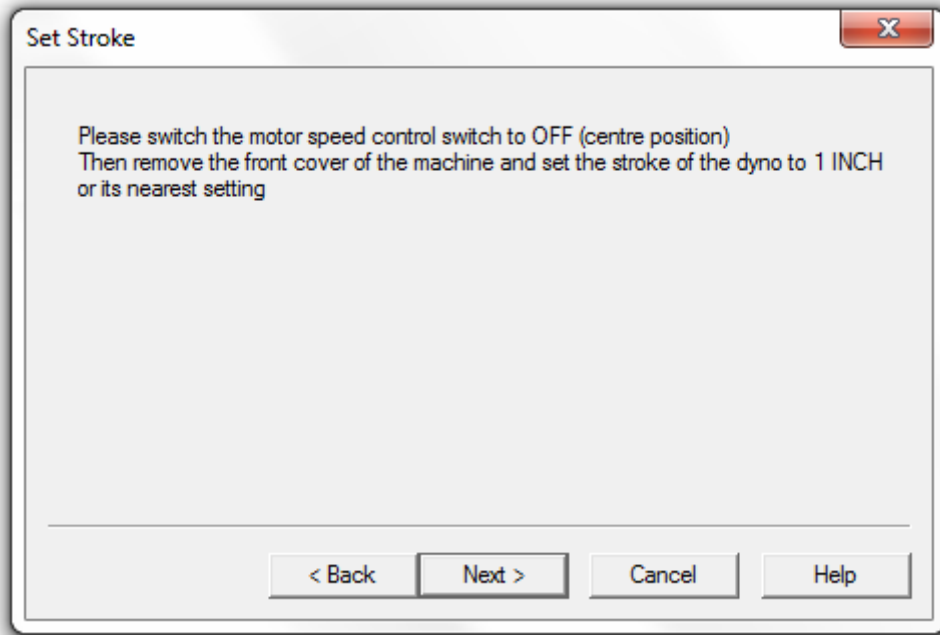 Set Stroke
Please switch the motor speed control switch to OFF (centre position)
Then remove the front cover of the machine and set the stroke of the dyno to 1 INCH
or its nearest setting
< Back Next > Cancel Help